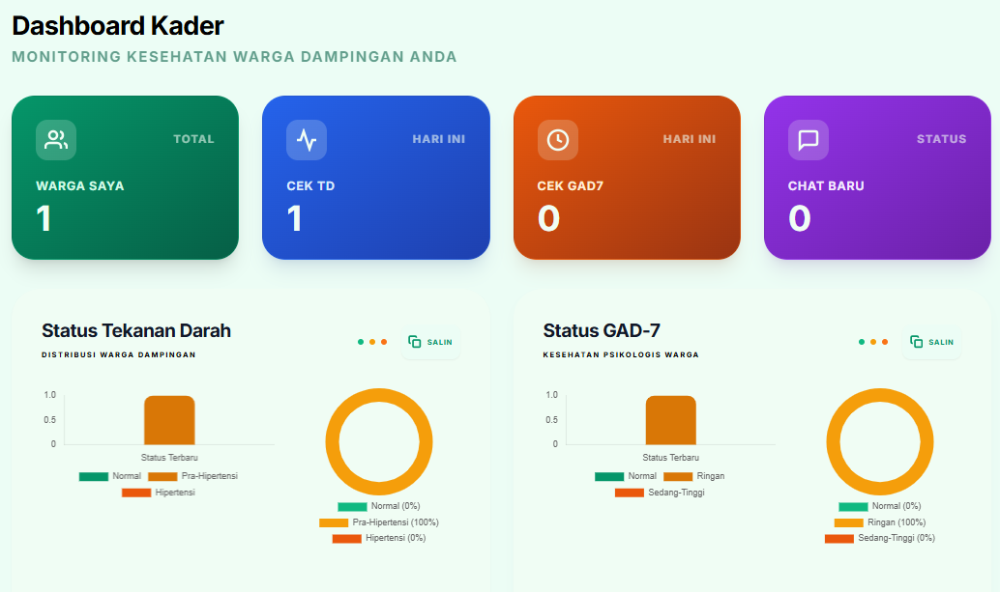 Dashboard Kader
MONITORING KESEHATAN WARGA DAMPINGAN ANDA
TOTAL
WARGA SAYA
1
HARI INI
CEK TD
1
HARI INI
CEK GAD7
0
STATUS
CHAT BARU
0
Status Tekanan Darah
DISTRIBUSI WARGA DAMPINGAN
SALIN
1.0
0.5
0
Status Terbaru
Normal Pra-Hipertensi
Hipertensi
Normal (0%)
Pra-Hipertensi (100%)
Hipertensi (0%)
Status GAD-7
KESEHATAN PSIKOLOGIS WARGA
SALIN
1.0
0.5
0
Status Terbaru
Normal Ringan
Sedang-Tinggi
Normal (0%)
Ringan (100%)
Sedang-Tinggi (0%)